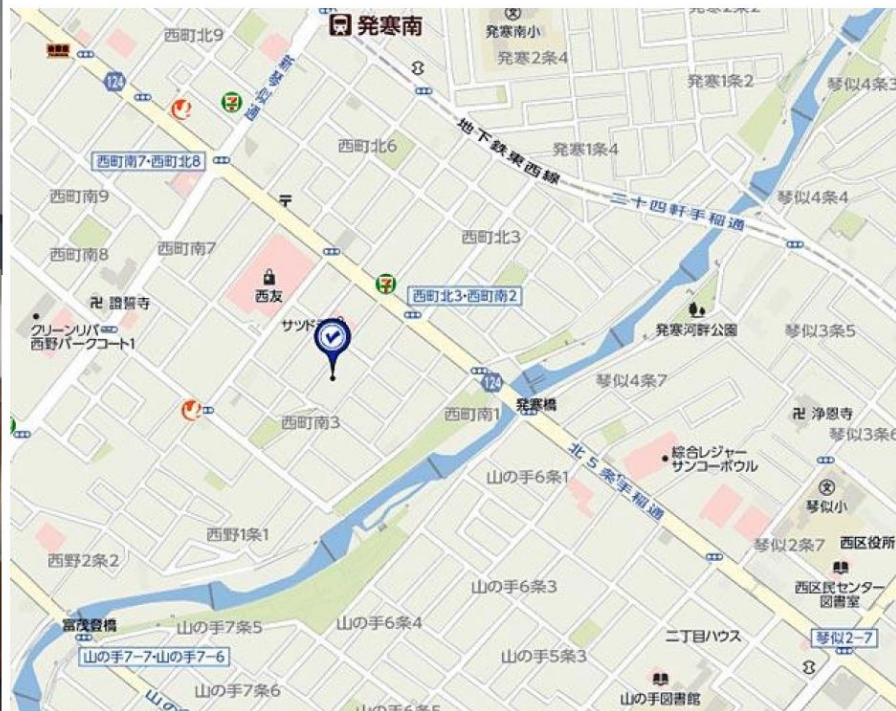 発寒南
西町北9
発寒南小
発寒2条4
発寒1条2
琴似4条3
124
新琴似通
7
西町北6
地下鉄東西線
発寒1条4
西町南7・西町北8
西町南9
二十四軒手稲通
琴似4条4
西町南8
西町南7
西町北3
西友
證誓寺
7
西町北3・西町南2
クリーンリバー
西野パークコート1
サツド
発寒河畔公園
琴似3条5
124
発寒橋
琴似4条7
西町南3
西町南1
浄恩寺
琴似3条6
北5条手稲通
綜合レジャー
サンコーボウル
山の手6条1
琴似小
西野1条1
西野2条2
琴似2条7
西区役所
山の手6条3
西区民センター
図書室
富茂登橋
山の手7条5
山の手6条4
二丁目ハウス
琴似2-7
山の手7-7・山の手7-6
山の手5条3
山の手7条6
山の手図書館
山の手6条5